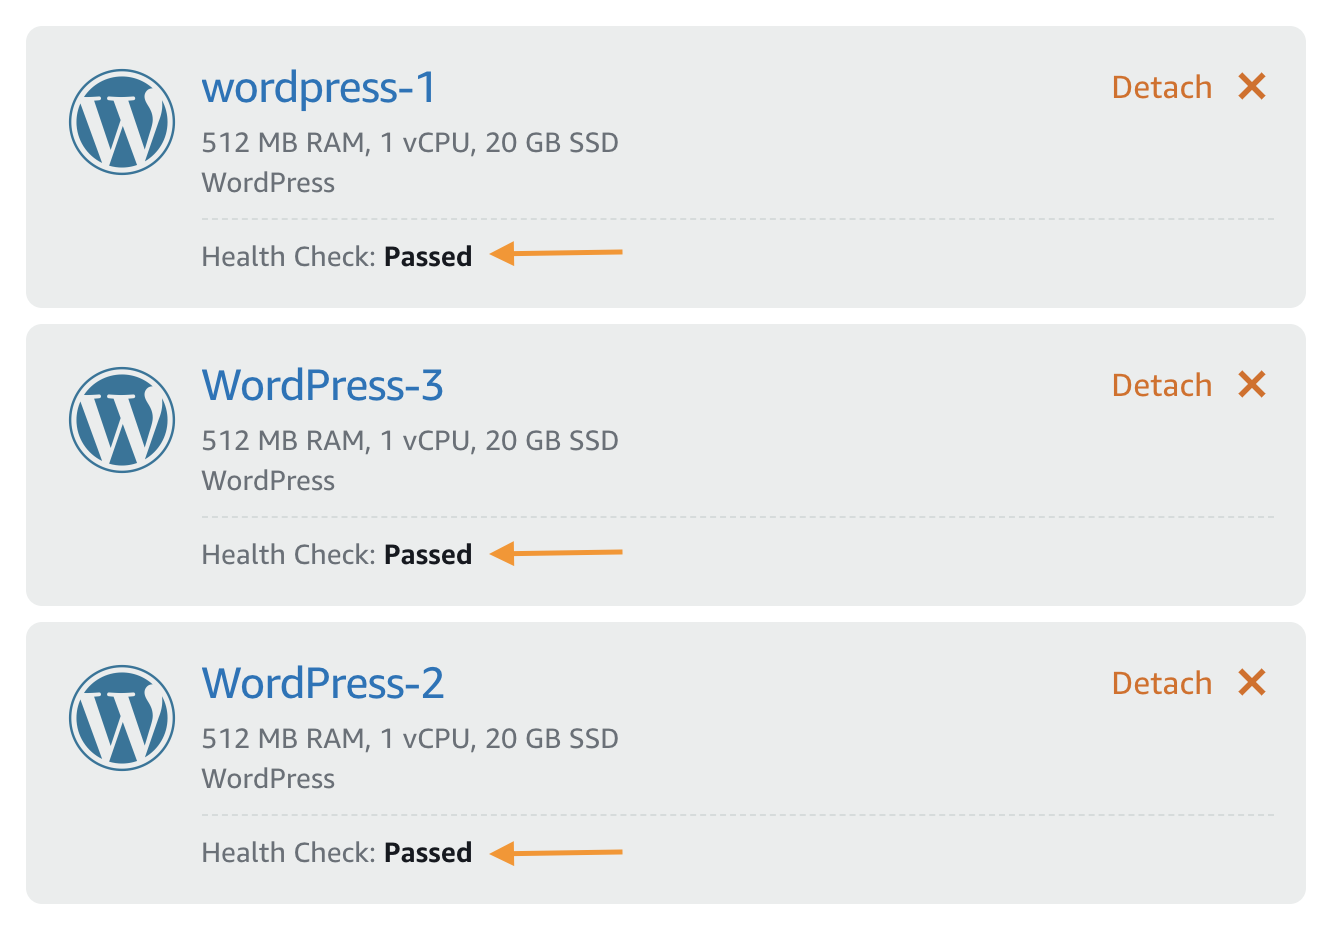 wordpress-1
Detach ✕
512 MB RAM, 1 vCPU, 20 GB SSD
WordPress
Health Check: Passed
WordPress-3
Detach ✕
512 MB RAM, 1 vCPU, 20 GB SSD
WordPress
Health Check: Passed
WordPress-2
Detach ✕
512 MB RAM, 1 vCPU, 20 GB SSD
WordPress
Health Check: Passed